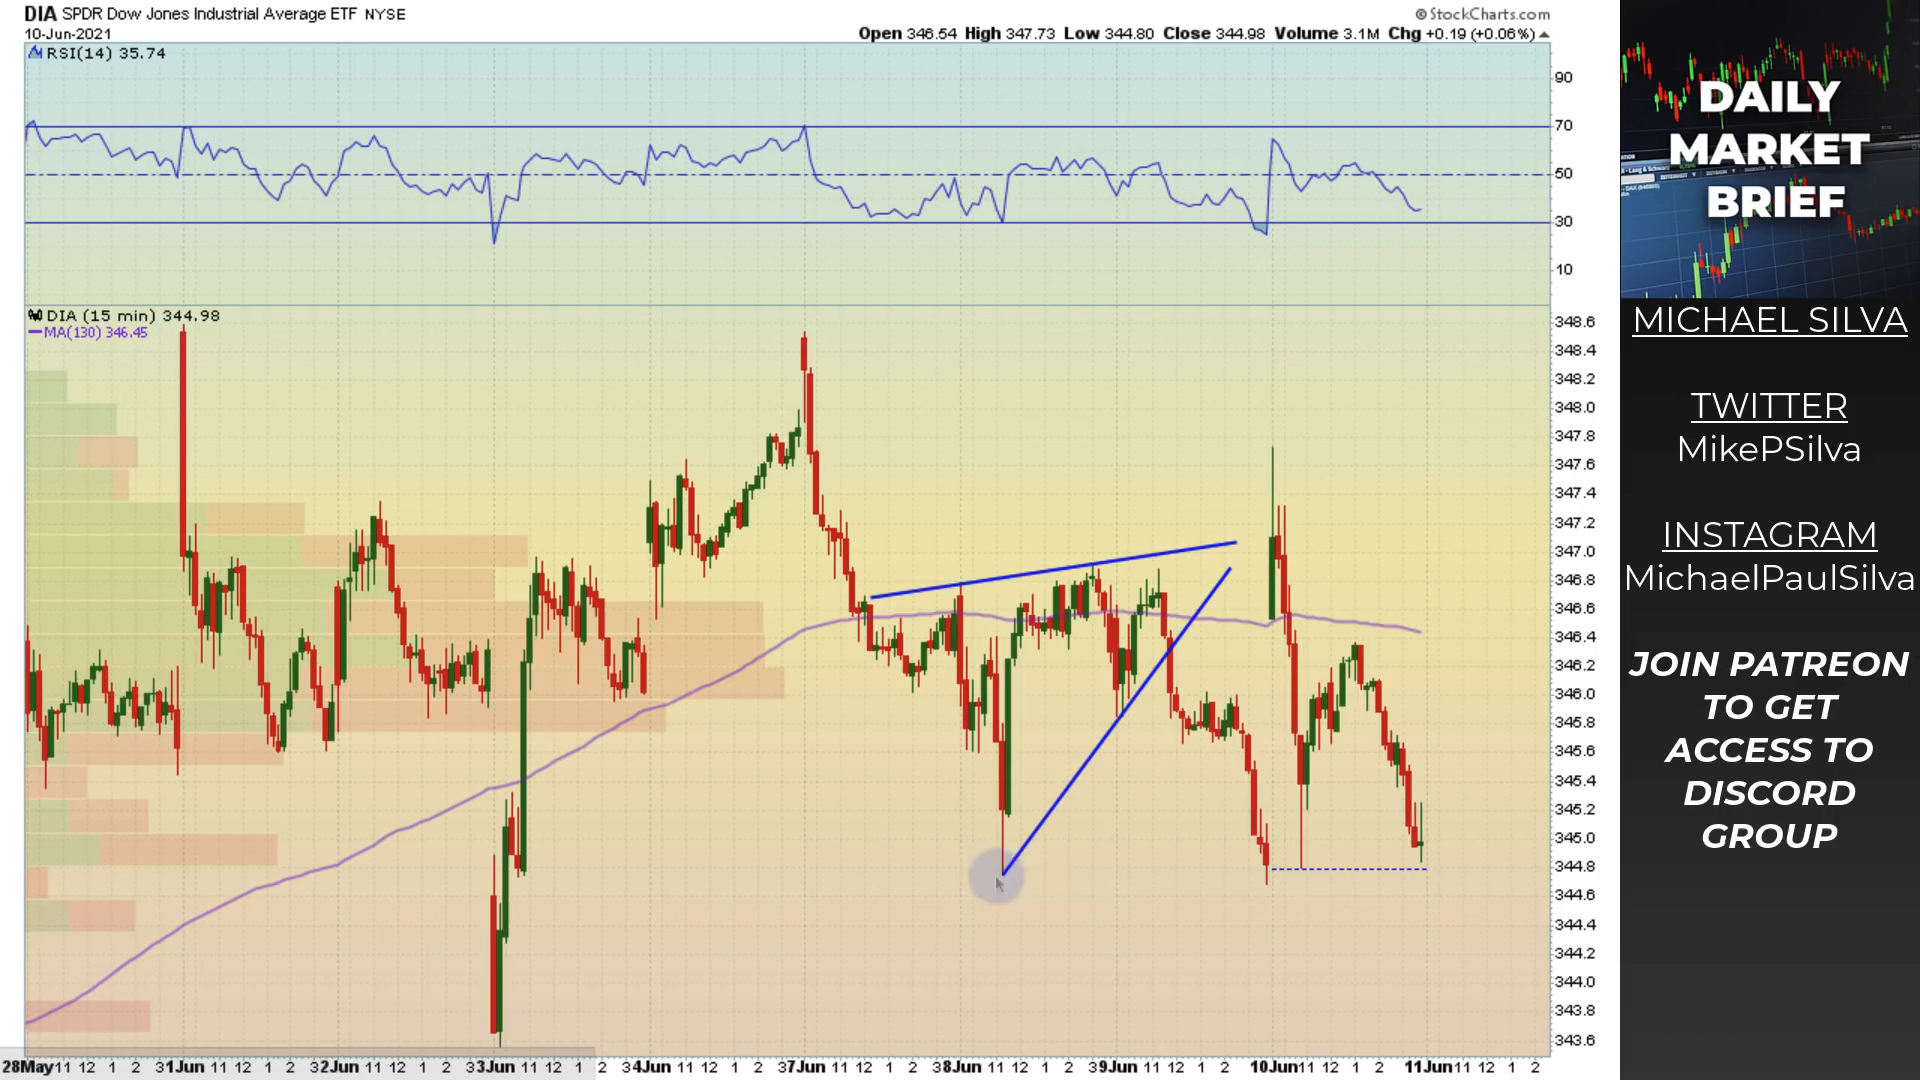 DIA SPDR Dow Jones Industrial Average ETF NYSE
© StockCharts.com
10-Jun-2021
Open 346.54 High 347.73 Low 344.80 Close 344.98 Volume 3.1M Chg +0.19 (+0.06%)
RSI(14) 35.74
90
70
50
30
10
DIA (15 min) 344.98
MA(130) 346.45
348.6
348.4
348.2
348.0
347.8
347.6
347.4
347.2
347.0
346.8
346.6
346.4
346.2
346.0
345.8
345.6
345.4
345.2
345.0
344.8
344.6
344.4
344.2
344.0
343.8
343.6
28May 11 12 1 2 31Jun 11 12 1 2 32Jun 11 12 1 2 33Jun 11 12 1 2 34Jun 11 12 1 2 37Jun 11 12 1 2 38Jun 11 12 1 2 39Jun 11 12 1 2 10Jun 11 12 1 2 11Jun 11 12 1 2
DAILY
MARKET
BRIEF
MICHAEL SILVA
TWITTER
MikePSilva
INSTAGRAM
MichaelPaulSilva
JOIN PATREON
TO GET
ACCESS TO
DISCORD
GROUP